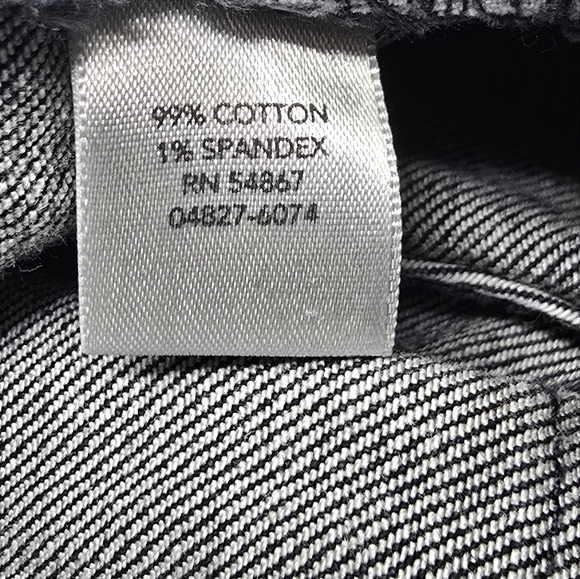 99% COTTON
1% SPANDEX
RN 54867
04827-6074